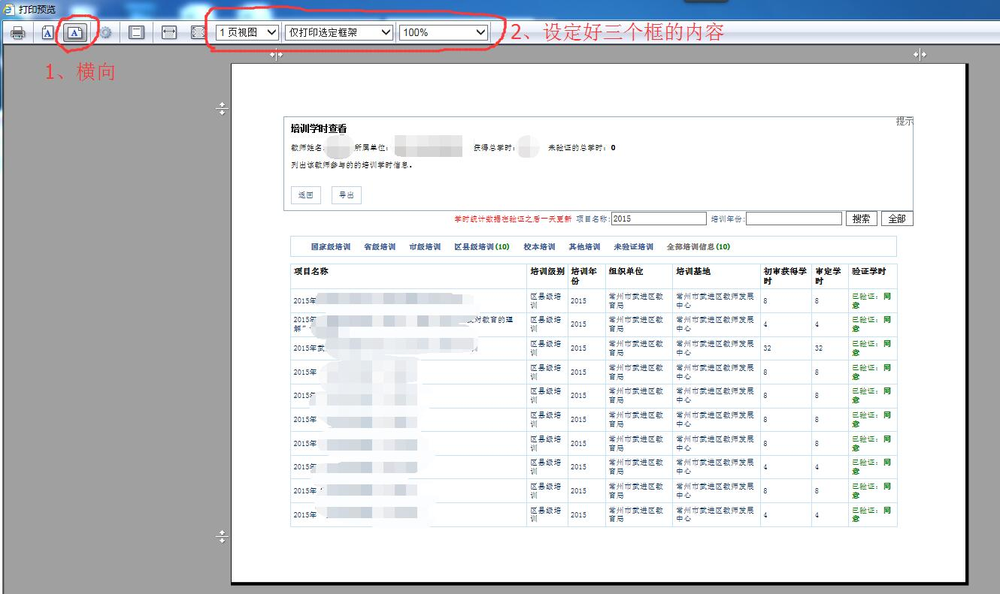 打印预览
1 页视图 仅打印选定框架 100% 2、设定好三个框的内容
1、横向
提示
培训学时查看
教师姓名: 所属单位: 获得总学时: 未验证的总学时: 0
列出该教师参与的的培训学时信息。
返回 导出
学时统计数据在验证之后一天更新 项目名称: 2015 培训年份: 搜索 全部
国家级培训 省级培训 市级培训 区县级培训(10) 校本培训 其他培训 未验证培训 全部培训信息(10)
项目名称 培训级别 培训年份 组织单位 培训基地 初审获得学时 审定学时 验证学时
2015年 区县级培训 2015 常州市武进区教育局 常州市武进区教师发展中心 8 8 已验证: 同意
2015年 对教育的理解” 区县级培训 2015 常州市武进区教育局 常州市武进区教师发展中心 4 4 已验证: 同意
2015年武 区县级培训 2015 常州市武进区教育局 常州市武进区教师发展中心 32 32 已验证: 同意
2015年 区县级培训 2015 常州市武进区教育局 常州市武进区教师发展中心 8 8 已验证: 同意
2015年 区县级培训 2015 常州市武进区教育局 常州市武进区教师发展中心 8 8 已验证: 同意
2015年 区县级培训 2015 常州市武进区教育局 常州市武进区教师发展中心 8 8 已验证: 同意
2015年 区县级培训 2015 常州市武进区教育局 常州市武进区教师发展中心 8 8 已验证: 同意
2015年 区县级培训 2015 常州市武进区教育局 常州市武进区教师发展中心 4 4 已验证: 同意
2015年 区县级培训 2015 常州市武进区教育局 常州市武进区教师发展中心 8 8 已验证: 同意
2015年 区县级培训 2015 常州市武进区教育局 常州市武进区教师发展中心 4 4 已验证: 同意